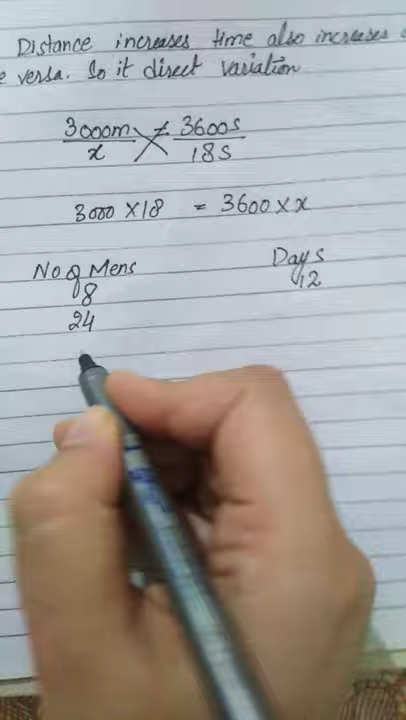 Distance increases time also increases
versa. So it direct variation
3000m = 3600s
x 18s
3000 × 18 = 3600 × x
No of Mens Days
8 12
24